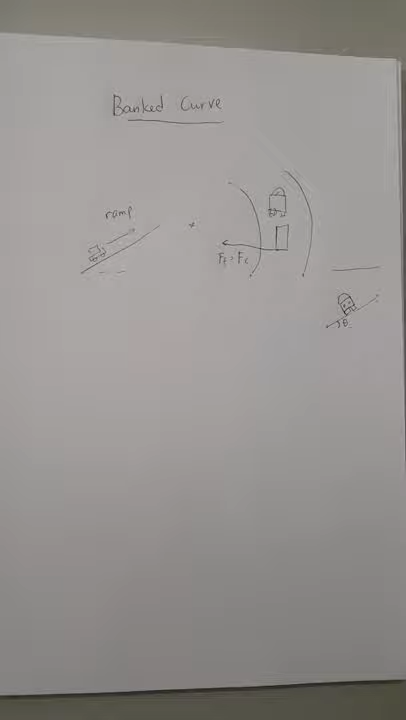 Banked Curve
ramp
+
Ff = Fc
θ